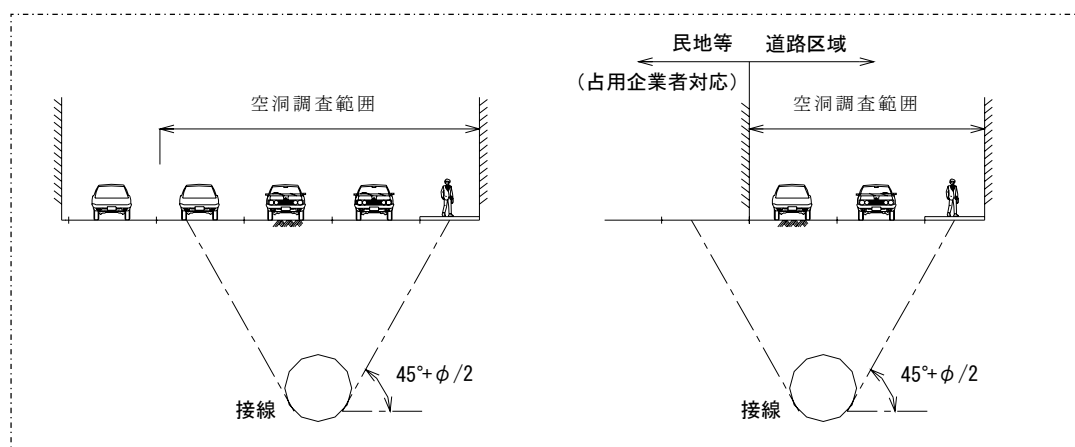 民地等 道路区域
（占用企業者対応）
空洞調査範囲
空洞調査範囲
45°+φ/2
接線
45°+φ/2
接線